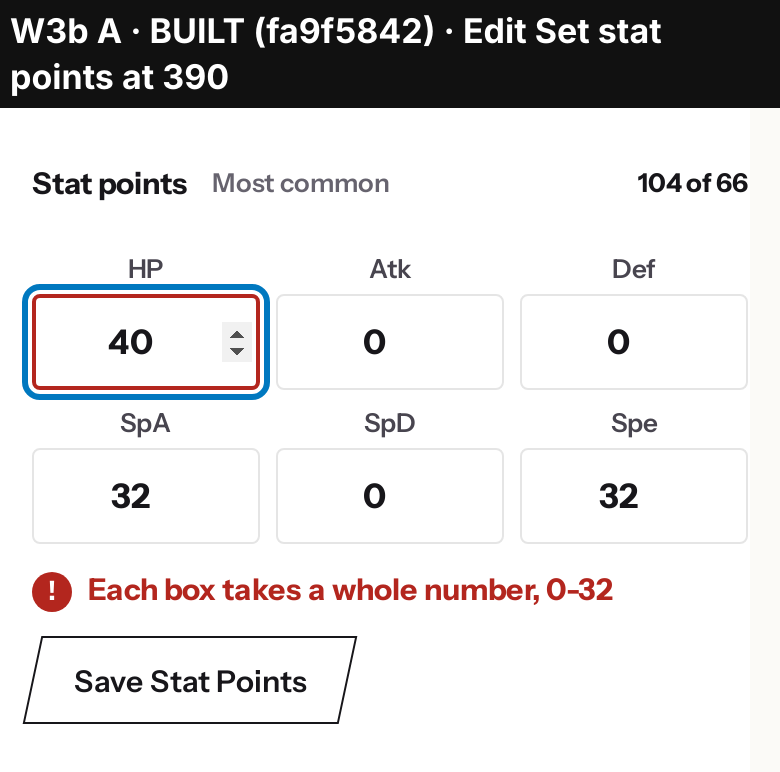 W3b A · BUILT (fa9f5842) · Edit Set stat
points at 390
Stat points Most common 104 of 66
HP Atk Def
40 0 0
SpA SpD Spe
32 0 32
! Each box takes a whole number, 0–32
Save Stat Points